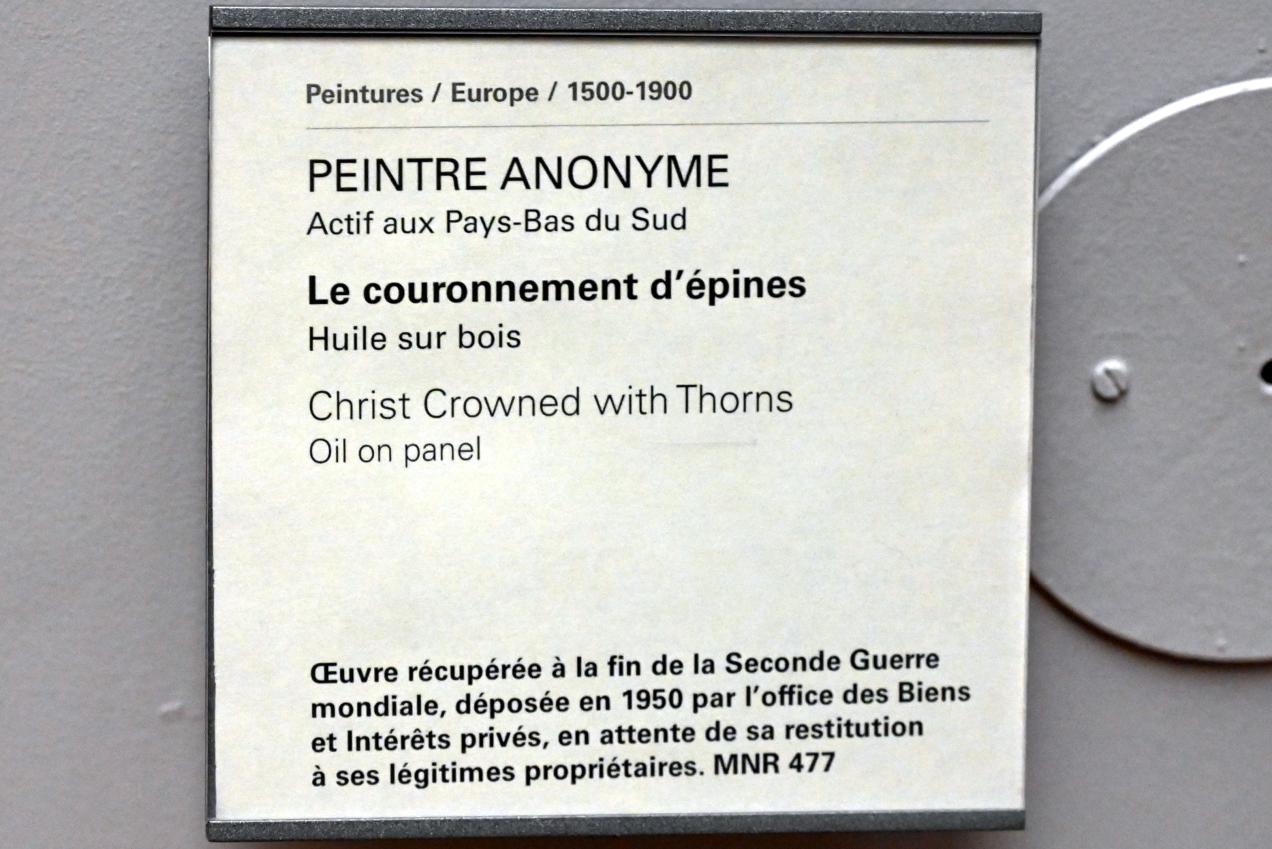 Peintures / Europe / 1500-1900
PEINTRE ANONYME
Actif aux Pays-Bas du Sud
Le couronnement d'épines
Huile sur bois
Christ Crowned with Thorns
Oil on panel
Œuvre récupérée à la fin de la Seconde Guerre
mondiale, déposée en 1950 par l'office des Biens
et Intérêts privés, en attente de sa restitution
à ses légitimes propriétaires. MNR 477